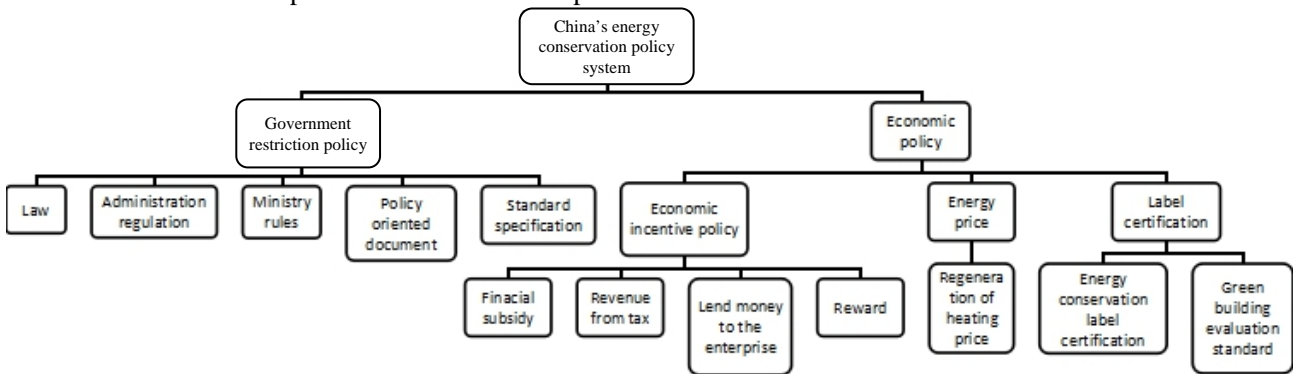 China's energy
conservation policy
system
Government
restriction policy
Economic
policy
Law
Administration
regulation
Ministry
rules
Policy
oriented
document
Standard
specification
Economic
incentive policy
Energy
price
Label
certification
Finacial
subsidy
Revenue
from tax
Lend money
to the
enterprise
Reward
Regenera
tion of
heating
price
Energy
conservation
label
certification
Green
building
evaluation
standard